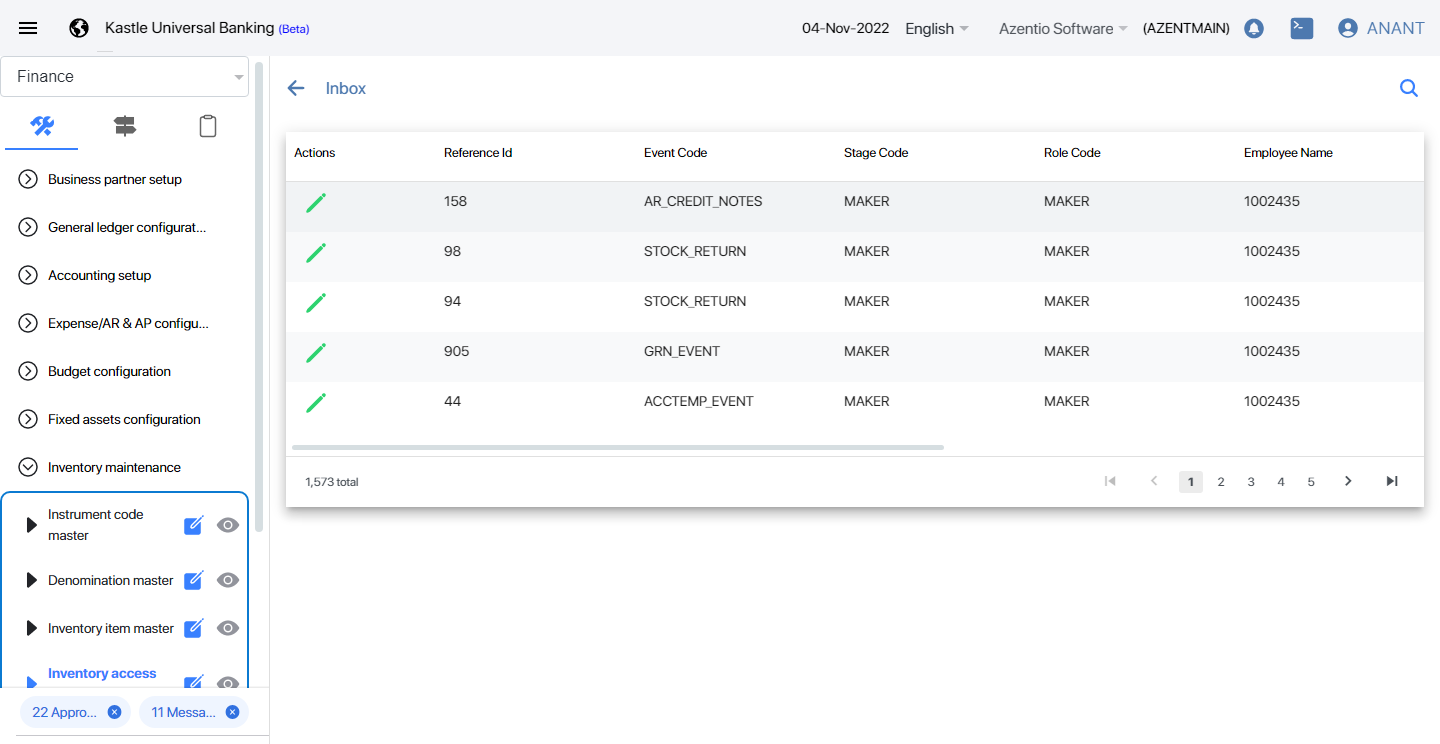 Kastle Universal Banking (Beta)
04-Nov-2022 English Azentio Software (AZENTMAIN) ANANT
Finance
Business partner setup
General ledger configurat...
Accounting setup
Expense/AR & AP configu...
Budget configuration
Fixed assets configuration
Inventory maintenance
Instrument code
master
Denomination master
Inventory item master
Inventory access
22 Appro... 11 Messa...
Inbox
Actions Reference Id Event Code Stage Code Role Code Employee Name
158 AR_CREDIT_NOTES MAKER MAKER 1002435
98 STOCK_RETURN MAKER MAKER 1002435
94 STOCK_RETURN MAKER MAKER 1002435
905 GRN_EVENT MAKER MAKER 1002435
44 ACCTEMP_EVENT MAKER MAKER 1002435
1,573 total 1 2 3 4 5